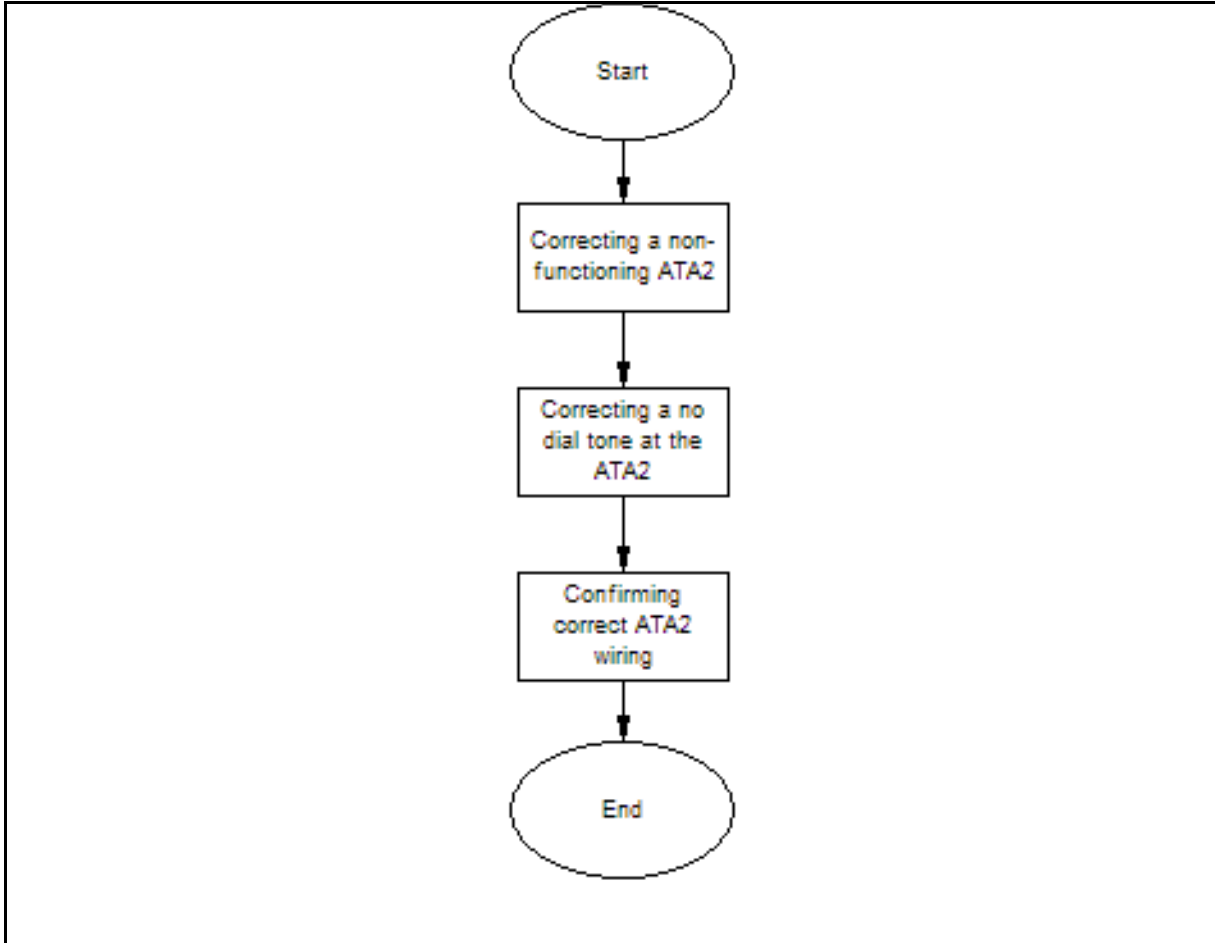 Start
Correcting a non-
functioning ATA2
Correcting a no
dial tone at the
ATA2
Confirming
correct ATA2
wiring
End